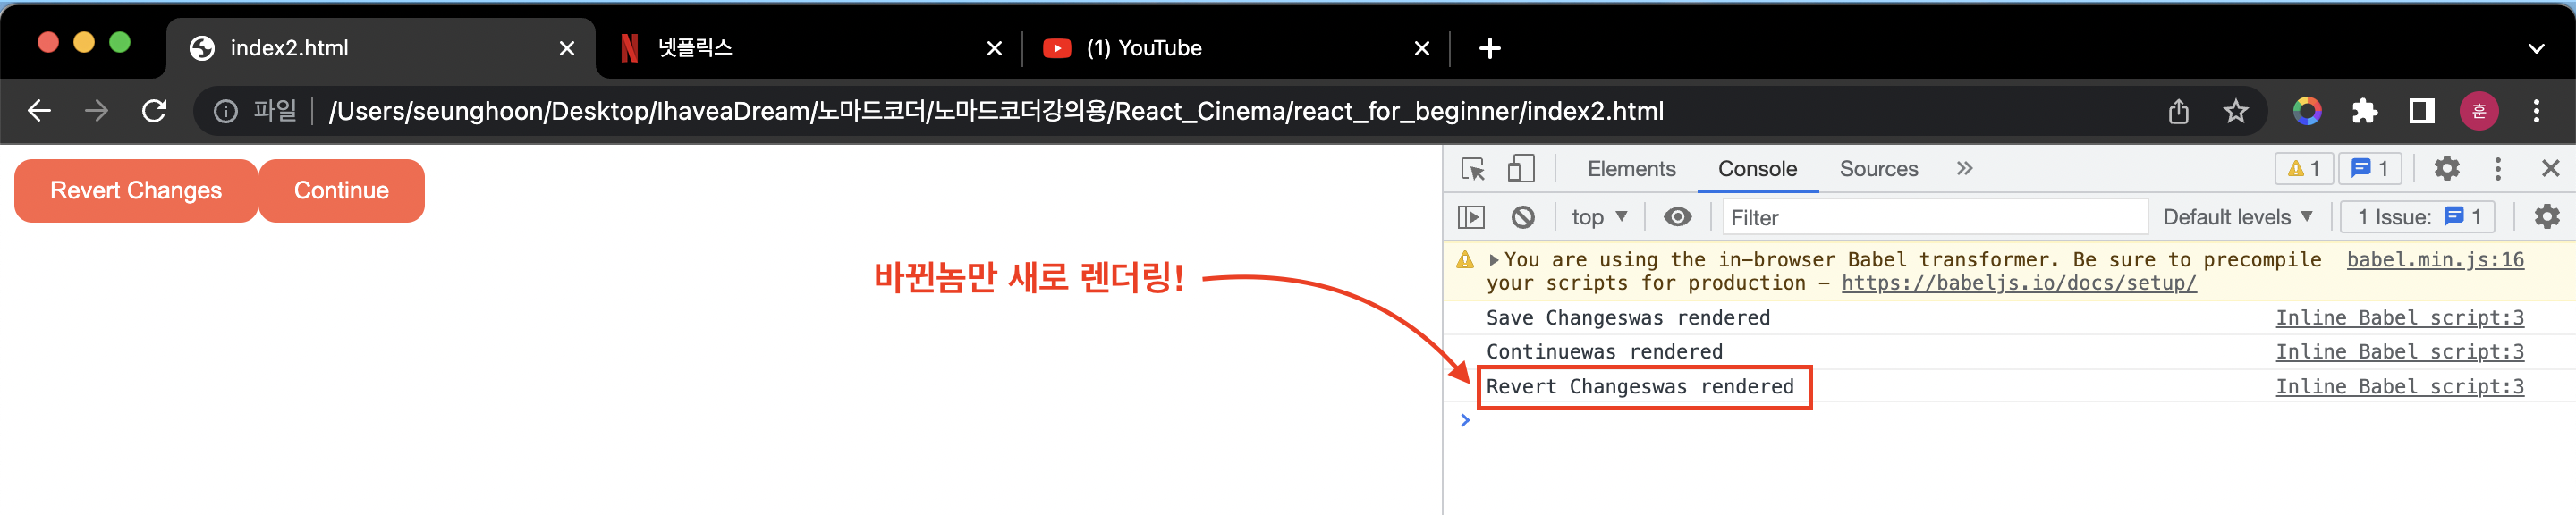 index2.html
넷플릭스
(1) YouTube
파일
/Users/seunghoon/Desktop/IhaveaDream/노마드코더/노마드코더강의용/React_Cinema/react_for_beginner/index2.html
훈
Revert Changes
Continue
바뀐놈만 새로 렌더링!
Elements
Console
Sources
1
1
top
Filter
Default levels
1 Issue: 1
You are using the in-browser Babel transformer. Be sure to precompile babel.min.js:16
your scripts for production – https://babeljs.io/docs/setup/
Save Changeswas rendered Inline Babel script:3
Continuewas rendered Inline Babel script:3
Revert Changeswas rendered Inline Babel script:3